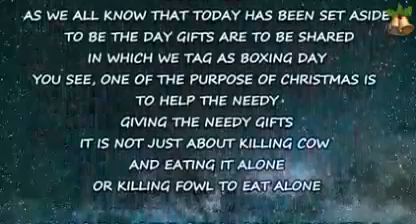 AS WE ALL KNOW THAT TODAY HAS BEEN SET ASIDE
TO BE THE DAY GIFTS ARE TO BE SHARED
IN WHICH WE TAG AS BOXING DAY
YOU SEE, ONE OF THE PURPOSE OF CHRISTMAS IS
TO HELP THE NEEDY
GIVING THE NEEDY GIFTS
IT IS NOT JUST ABOUT KILLING COW
AND EATING IT ALONE
OR KILLING FOWL TO EAT ALONE